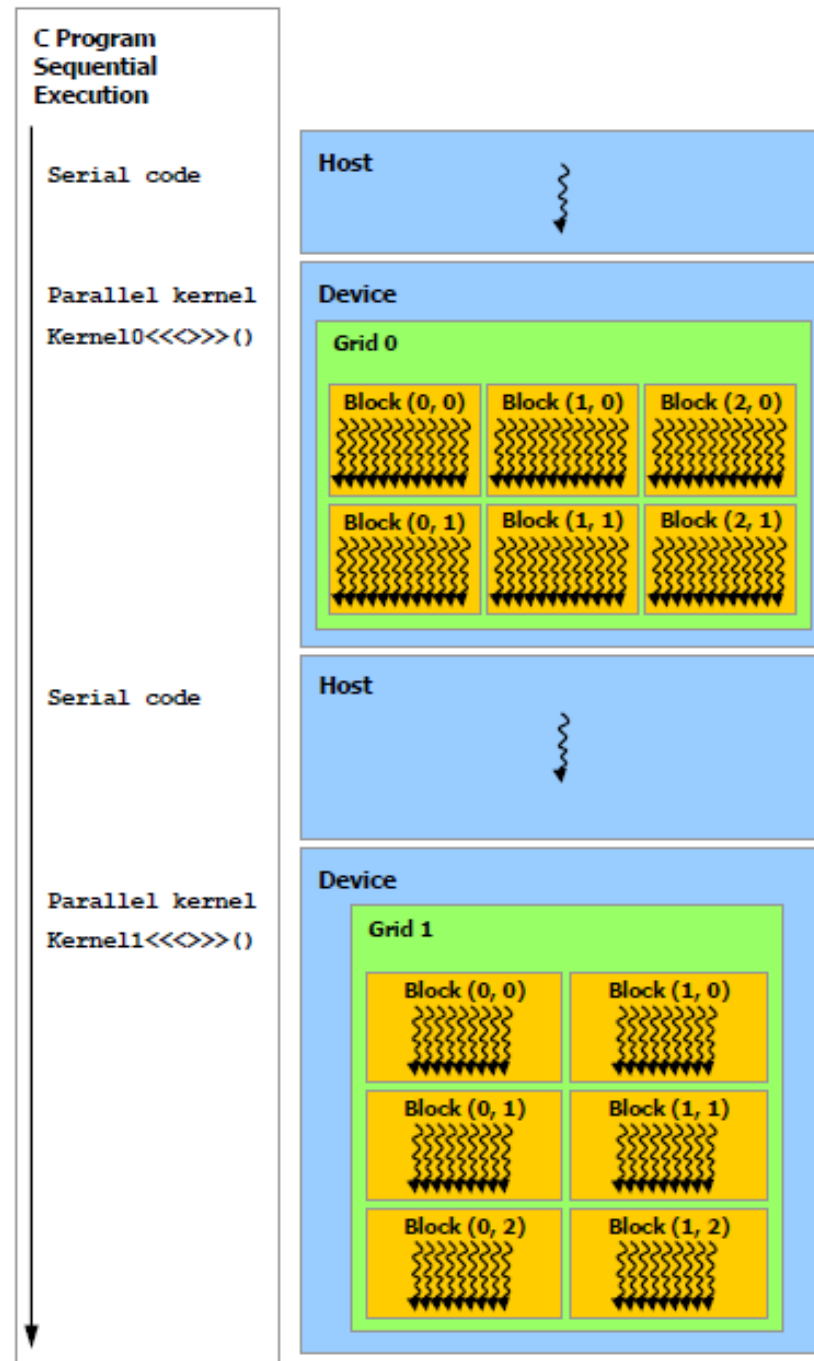 C Program
Sequential
Execution
Serial code
Host
Parallel kernel
Kernel0<<<>>>()
Device
Grid 0
Block (0, 0) Block (1, 0) Block (2, 0)
Block (0, 1) Block (1, 1) Block (2, 1)
Serial code
Host
Parallel kernel
Kernel1<<<>>>()
Device
Grid 1
Block (0, 0) Block (1, 0)
Block (0, 1) Block (1, 1)
Block (0, 2) Block (1, 2)